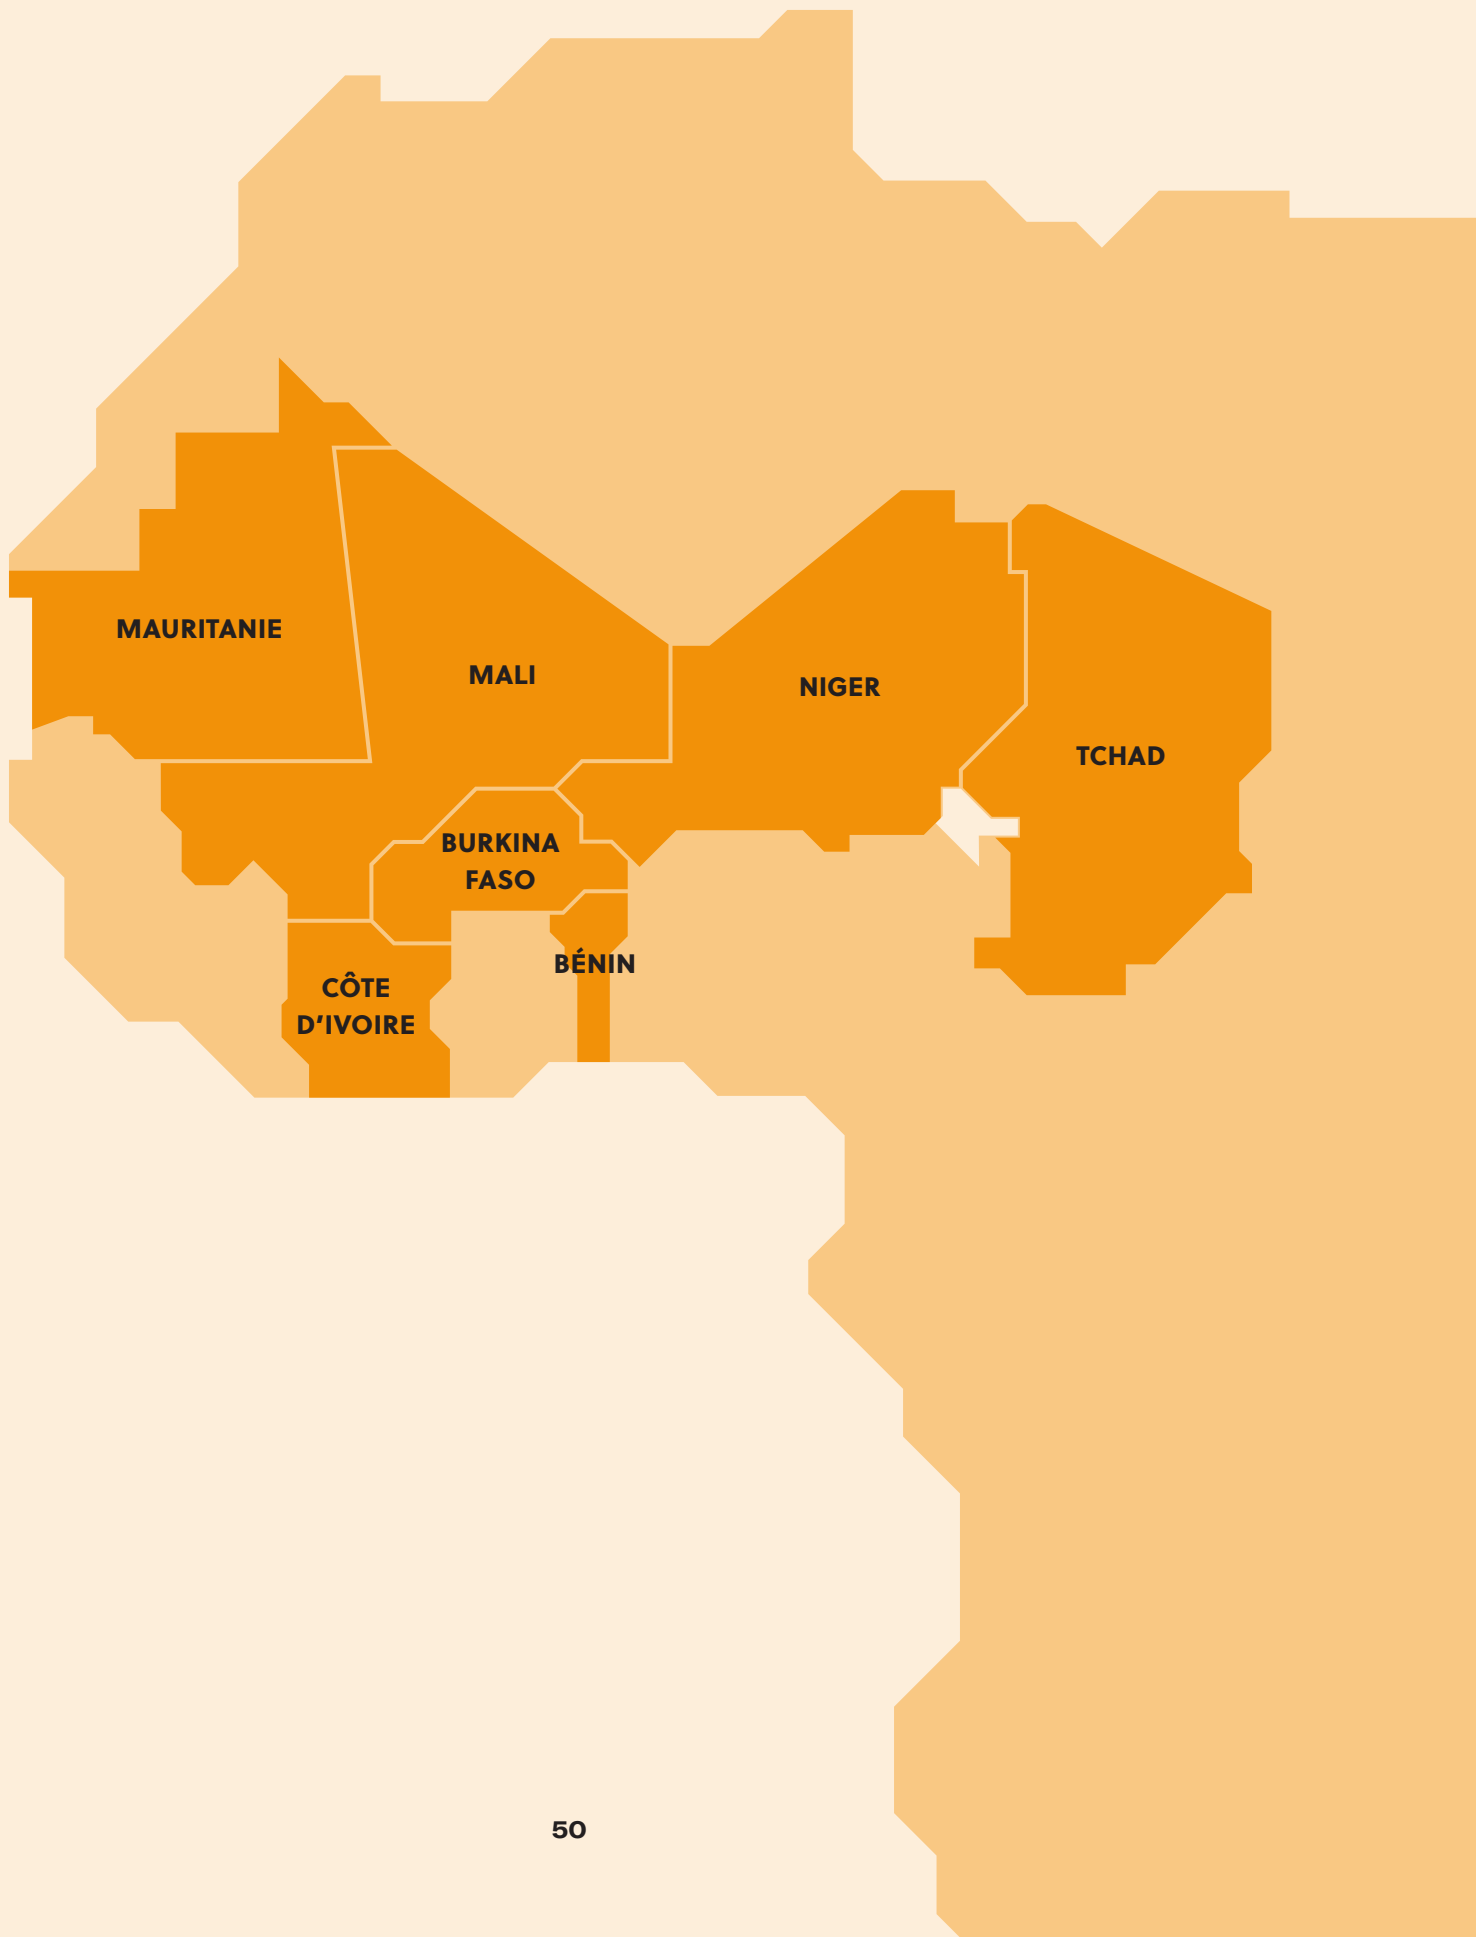 MAURITANIE
MALI
NIGER
TCHAD
BURKINA
FASO
BÉNIN
CÔTE
D'IVOIRE
50